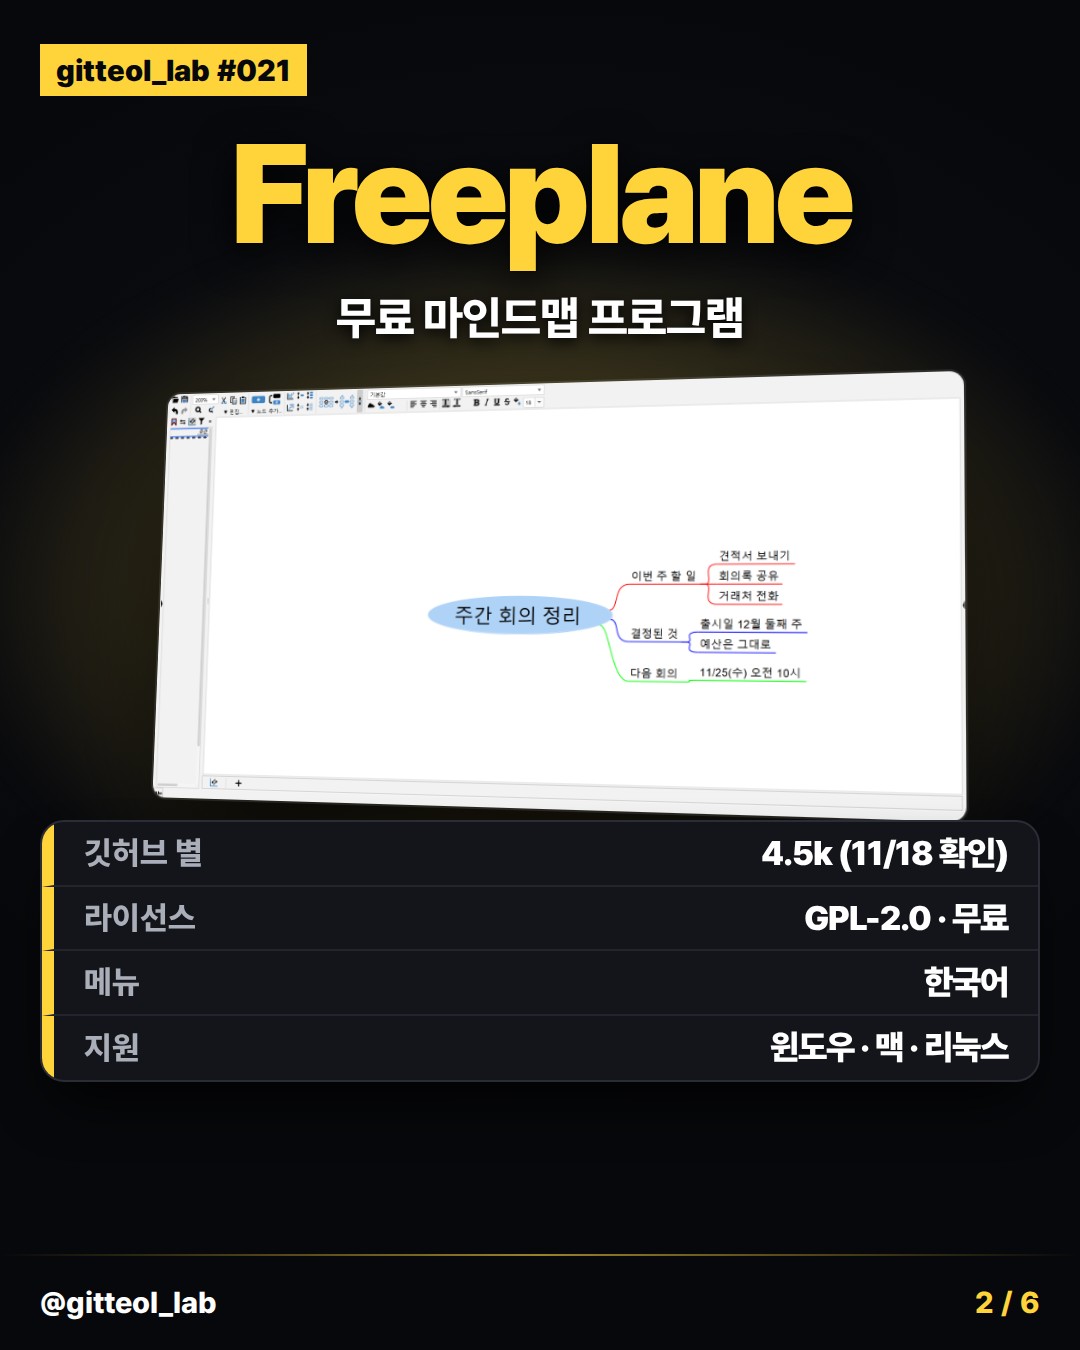 gitteol_lab #021
Freeplane
무료 마인드맵 프로그램
200%
기본값
SansSerif
주간 회의 정리
이번 주 할 일
견적서 보내기
회의록 공유
거래처 전화
결정된 것
출시일 12월 둘째 주
예산은 그대로
다음 회의
11/25(수) 오전 10시
깃허브 별 4.5k (11/18 확인)
라이선스 GPL-2.0 · 무료
메뉴 한국어
지원 윈도우 · 맥 · 리눅스
@gitteol_lab 2 / 6